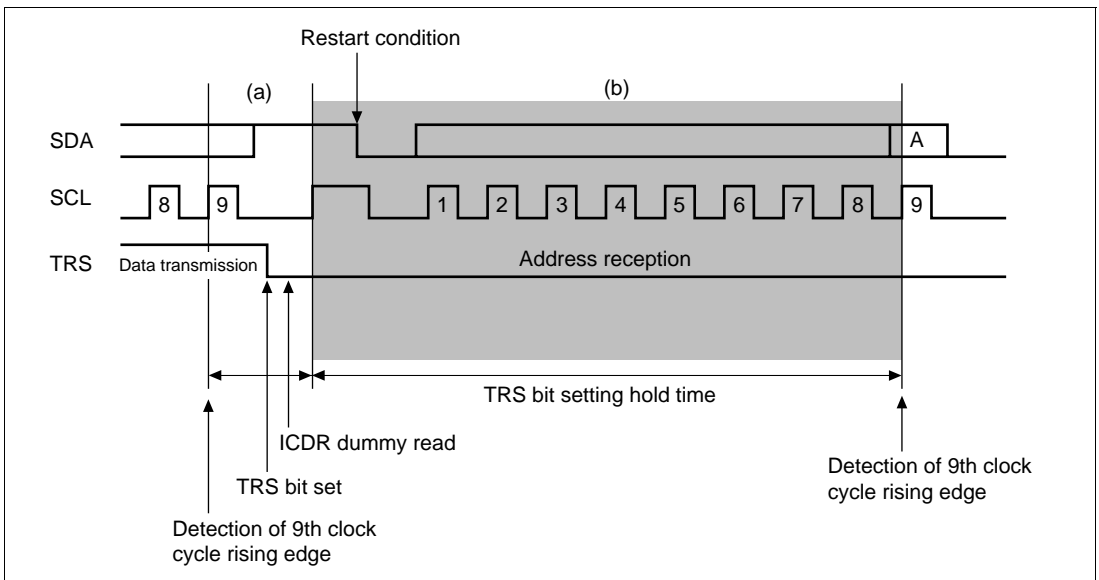 Restart condition
(a)
(b)
SDA
A
SCL
8
9
1
2
3
4
5
6
7
8
9
TRS
Data transmission
Address reception
TRS bit setting hold time
ICDR dummy read
TRS bit set
Detection of 9th clock
cycle rising edge
Detection of 9th clock
cycle rising edge